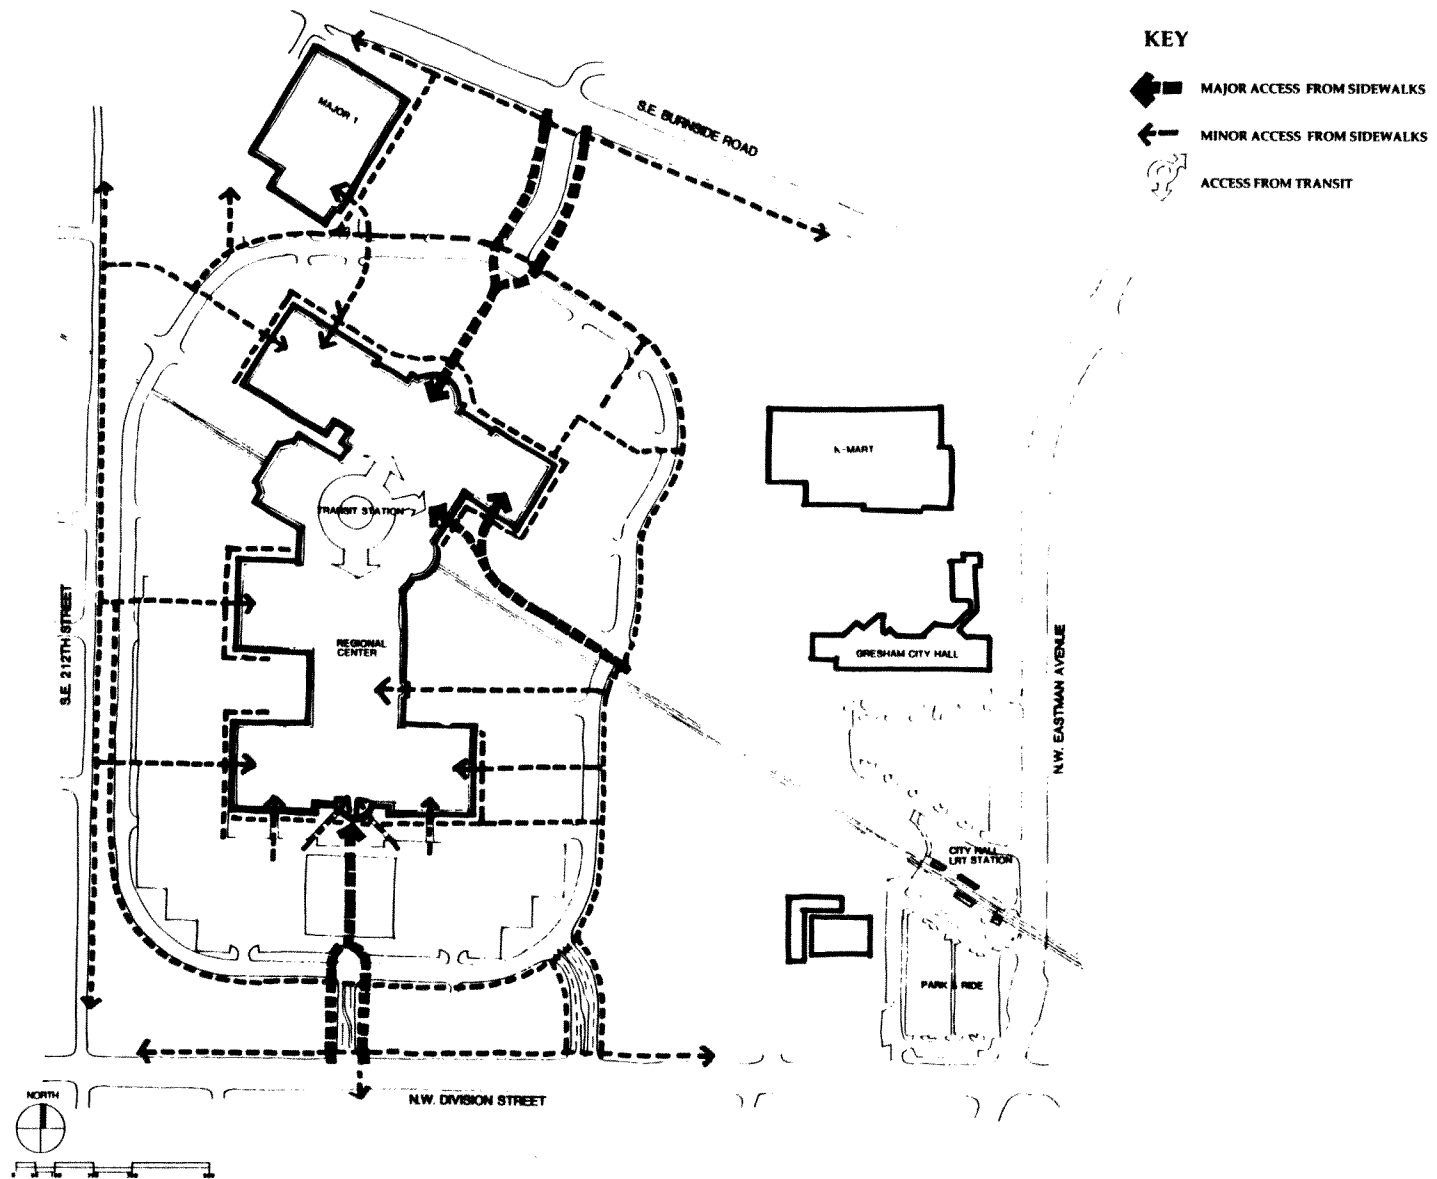 KEY
MAJOR ACCESS FROM SIDEWALKS
MINOR ACCESS FROM SIDEWALKS
ACCESS FROM TRANSIT
S.E. BURNSIDE ROAD
MAJOR 1
K-MART
TRANSIT STATION
S.E. 212TH STREET
REGIONAL
CENTER
GRESHAM CITY HALL
N.W. EASTMAN AVENUE
CITY HALL
LRT STATION
PARK & RIDE
N.W. DIVISION STREET
NORTH